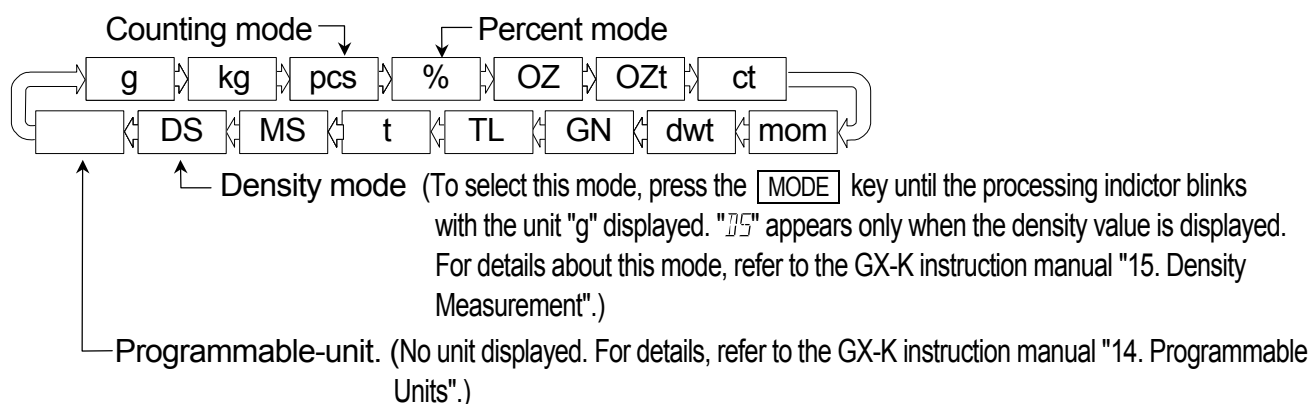 Counting mode Percent mode
g kg pcs % OZ OZt ct
DS MS t TL GN dwt mom
Density mode (To select this mode, press the MODE key until the processing indictor blinks
with the unit "g" displayed. "DS" appears only when the density value is displayed.
For details about this mode, refer to the GX-K instruction manual "15. Density
Measurement".)
Programmable-unit. (No unit displayed. For details, refer to the GX-K instruction manual "14. Programmable
Units".)